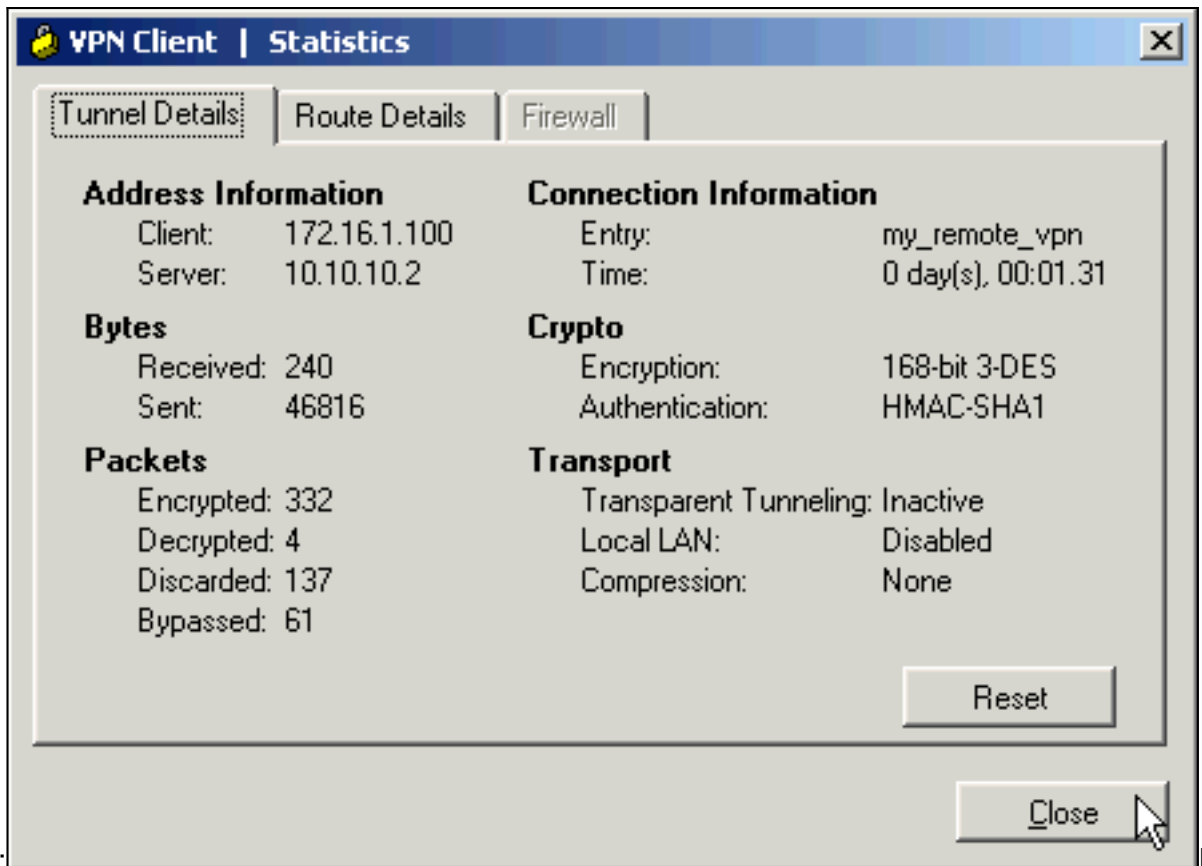 VPN Client | Statistics
Tunnel Details Route Details Firewall
Address Information
Client: 172.16.1.100
Server: 10.10.10.2
Connection Information
Entry: my_remote_vpn
Time: 0 day(s), 00:01.31
Bytes
Received: 240
Sent: 46816
Crypto
Encryption: 168-bit 3-DES
Authentication: HMAC-SHA1
Packets
Encrypted: 332
Decrypted: 4
Discarded: 137
Bypassed: 61
Transport
Transparent Tunneling: Inactive
Local LAN: Disabled
Compression: None
Reset
Close